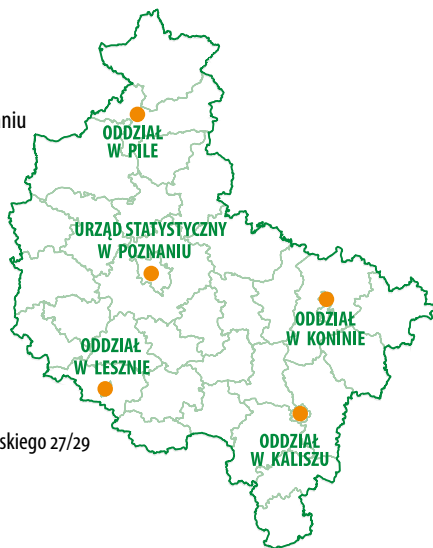 niu
ODDZIAŁ
W PILE
URZĄD STATYSTYCZNY
W POZNANIU
ODDZIAŁ
W KONINIE
ODDZIAŁ
W LESZNIE
skiego 27/29
ODDZIAŁ
W KALISZU